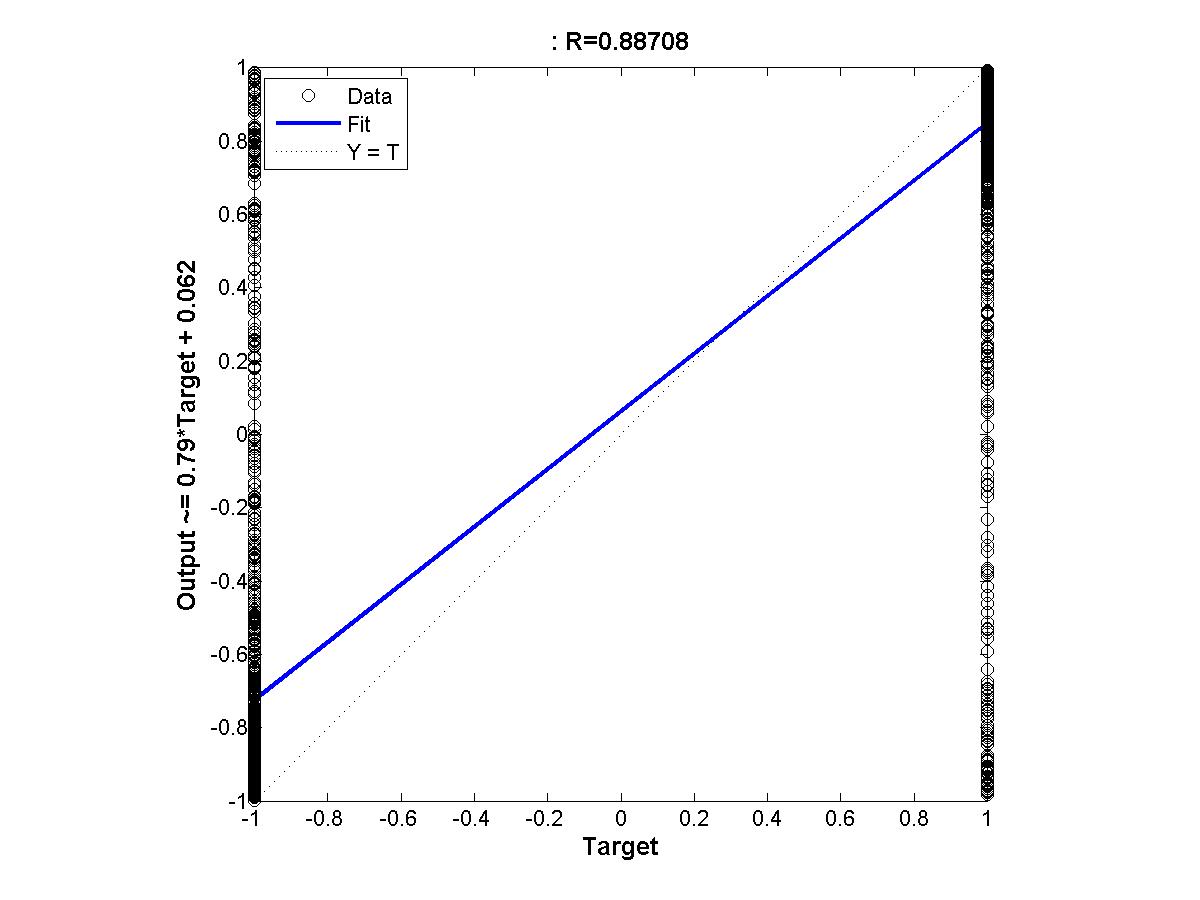 : R=0.88708
1
0.8
0.6
0.4
0.2
0
-0.2
-0.4
-0.6
-0.8
-1
Data
Fit
Y = T
Output ~= 0.79*Target + 0.062
-1 -0.8 -0.6 -0.4 -0.2 0 0.2 0.4 0.6 0.8 1
Target